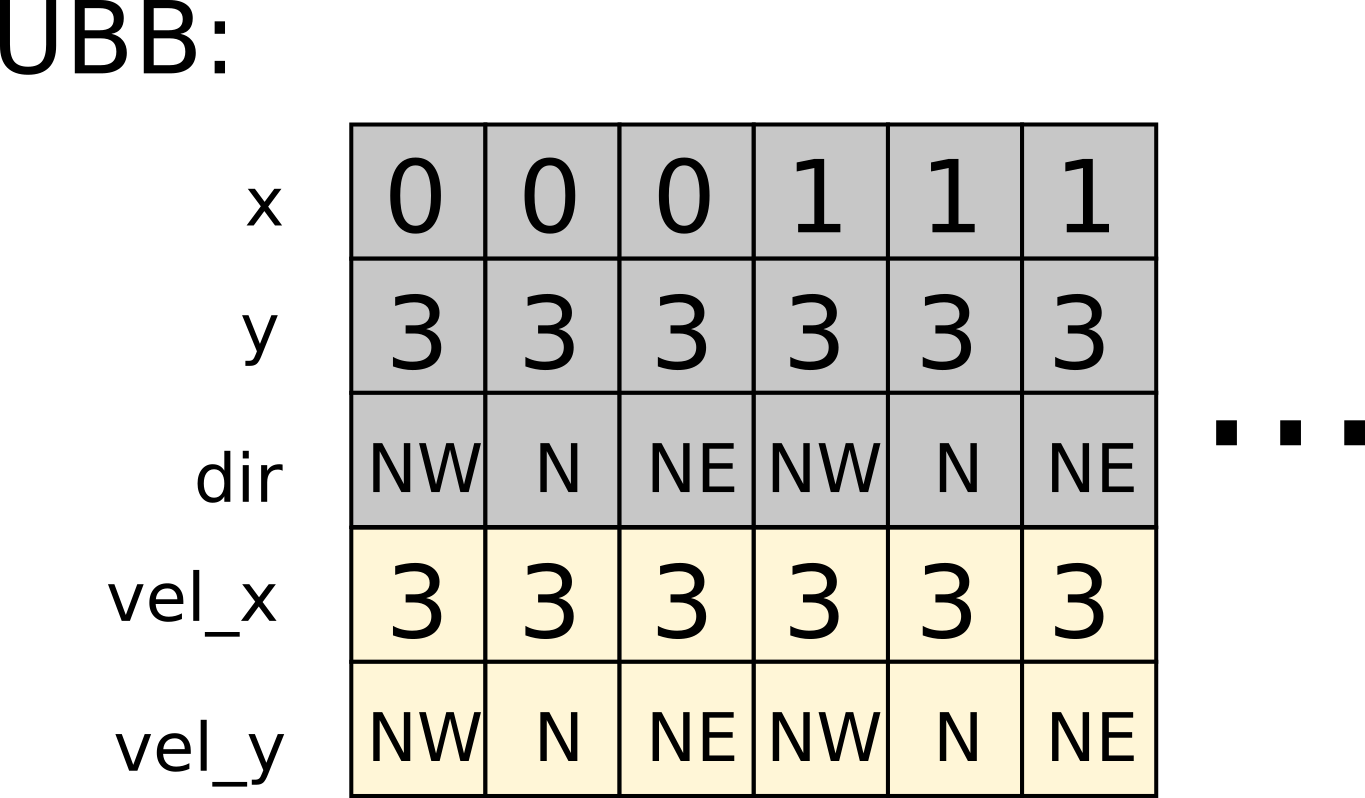 UBB:
x 0 0 0 1 1 1
y 3 3 3 3 3 3
dir NW N NE NW N NE
vel_x 3 3 3 3 3 3
vel_y NW N NE NW N NE
...